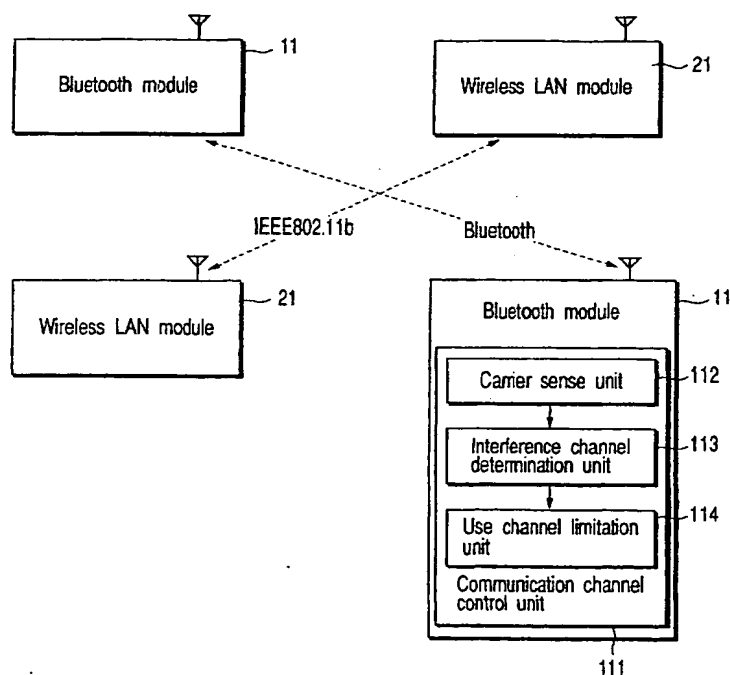 11
Bluetooth module
21
Wireless LAN module
IEEE802.11b
Bluetooth
21
Wireless LAN module
11
Bluetooth module
Carrier sense unit
112
Interference channel
determination unit
113
Use channel limitation
unit
114
Communication channel
control unit
111